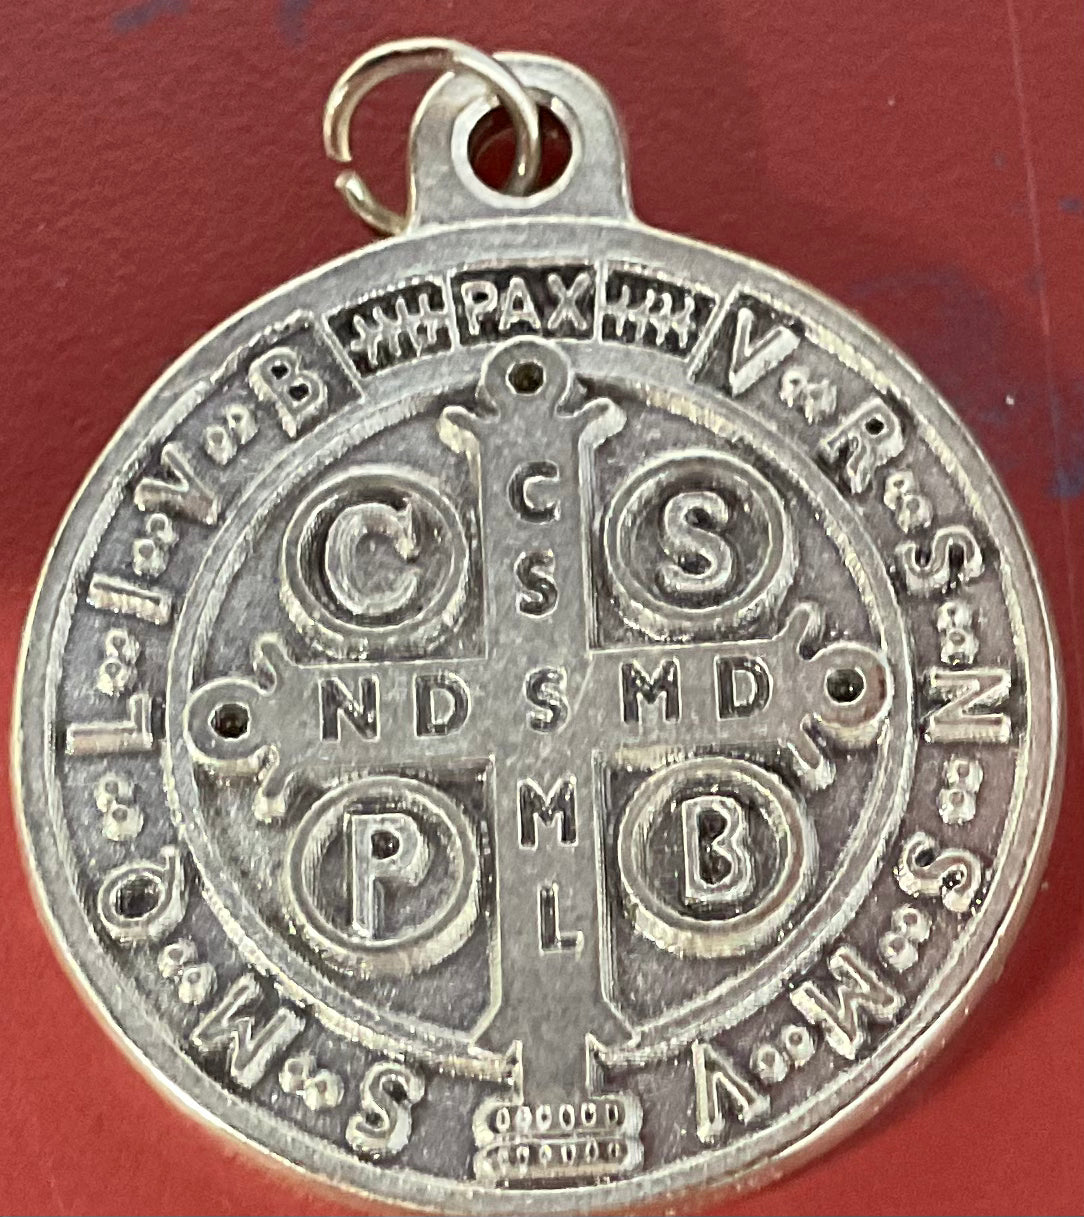 PAX
V R S N S M V
S M Q L I V B
C S
C
S
N D S M D
M
L
P B